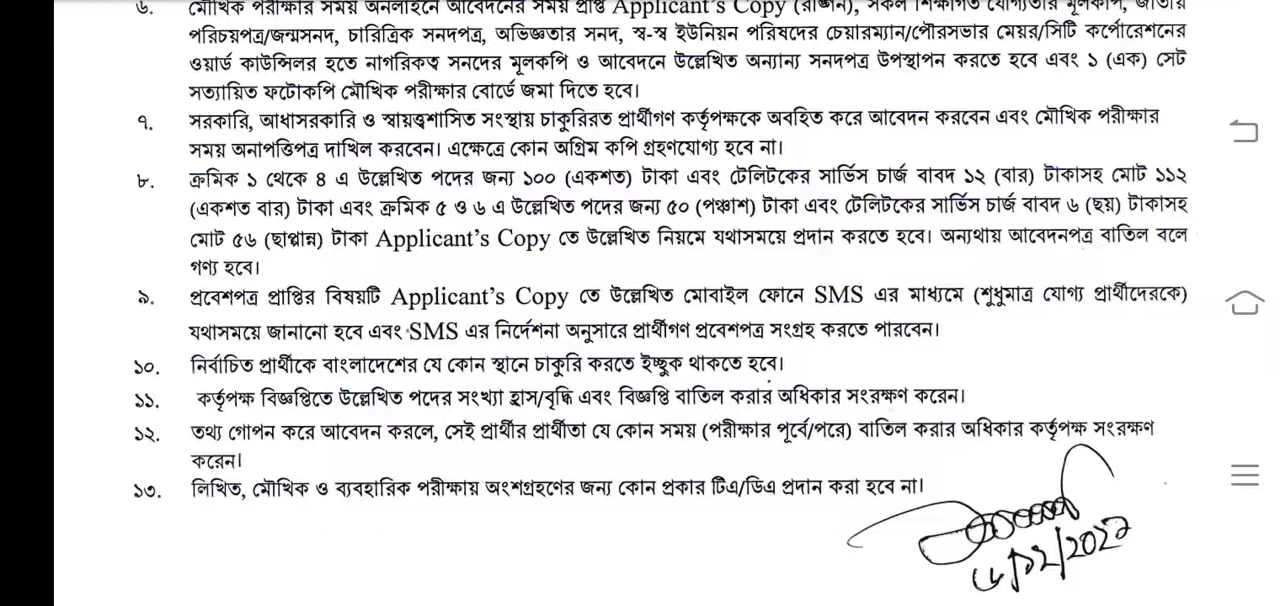 ৬. মৌখিক পরীক্ষার সময় অনলাইনে আবেদনের সময় প্রাপ্ত Applicant's Copy (রঙিন), সকল শিক্ষাগত যোগ্যতার মূলকপি, জাতীয়
পরিচয়পত্র/জন্মসনদ, চারিত্রিক সনদপত্র, অভিজ্ঞতার সনদ, স্ব-স্ব ইউনিয়ন পরিষদের চেয়ারম্যান/পৌরসভার মেয়র/সিটি কর্পোরেশনের
ওয়ার্ড কাউন্সিলর হতে নাগরিকত্ব সনদের মূলকপি ও আবেদনে উল্লেখিত অন্যান্য সনদপত্র উপস্থাপন করতে হবে এবং ১ (এক) সেট
সত্যায়িত ফটোকপি মৌখিক পরীক্ষার বোর্ডে জমা দিতে হবে।
৭. সরকারি, আধাসরকারি ও স্বায়ত্বশাসিত সংস্থায় চাকুরিরত প্রার্থীগণ কর্তৃপক্ষকে অবহিত করে আবেদন করবেন এবং মৌখিক পরীক্ষার
সময় অনাপত্তিপত্র দাখিল করবেন। এক্ষেত্রে কোন অগ্রিম কপি গ্রহণযোগ্য হবে না।
৮. ক্রমিক ১ থেকে ৪ এ উল্লেখিত পদের জন্য ১০০ (একশত) টাকা এবং টেলিটকের সার্ভিস চার্জ বাবদ ১২ (বার) টাকাসহ মোট ১১২
(একশত বার) টাকা এবং ক্রমিক ৫ ও ৬ এ উল্লেখিত পদের জন্য ৫০ (পঞ্চাশ) টাকা এবং টেলিটকের সার্ভিস চার্জ বাবদ ৬ (ছয়) টাকাসহ
মোট ৫৬ (ছাপ্পান্ন) টাকা Applicant's Copy তে উল্লেখিত নিয়মে যথাসময়ে প্রদান করতে হবে। অন্যথায় আবেদনপত্র বাতিল বলে
গণ্য হবে।
৯. প্রবেশপত্র প্রাপ্তির বিষয়টি Applicant's Copy তে উল্লেখিত মোবাইল ফোনে SMS এর মাধ্যমে (শুধুমাত্র যোগ্য প্রার্থীদেরকে)
যথাসময়ে জানানো হবে এবং SMS এর নির্দেশনা অনুসারে প্রার্থীগণ প্রবেশপত্র সংগ্রহ করতে পারবেন।
১০. নির্বাচিত প্রার্থীকে বাংলাদেশের যে কোন স্থানে চাকুরি করতে ইচ্ছুক থাকতে হবে।
১১. কর্তৃপক্ষ বিজ্ঞপ্তিতে উল্লেখিত পদের সংখ্যা হ্রাস/বৃদ্ধি এবং বিজ্ঞপ্তি বাতিল করার অধিকার সংরক্ষণ করেন।
১২. তথ্য গোপন করে আবেদন করলে, সেই প্রার্থীর প্রার্থীতা যে কোন সময় (পরীক্ষার পূর্বে/পরে) বাতিল করার অধিকার কর্তৃপক্ষ সংরক্ষণ
করেন।
১৩. লিখিত, মৌখিক ও ব্যবহারিক পরীক্ষায় অংশগ্রহণের জন্য কোন প্রকার টিএ/ডিএ প্রদান করা হবে না।